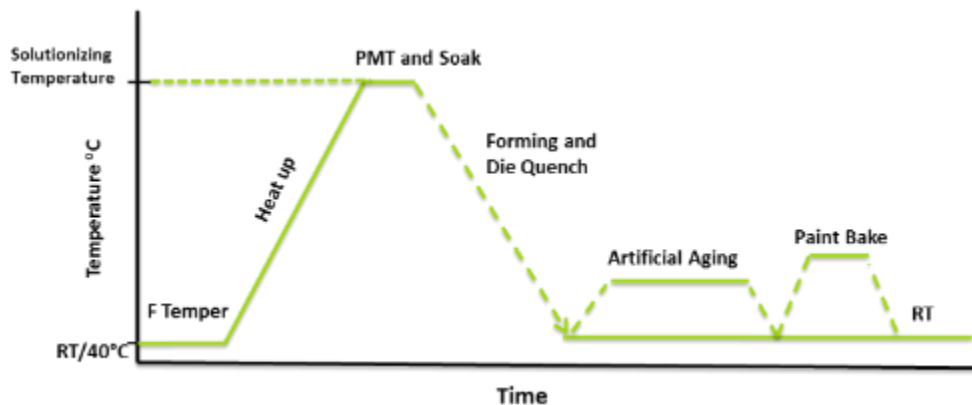 PMT and Soak
Solutionizing
Temperature
Forming and
Die Quench
Heat up
Temperature °C
Artificial Aging
Paint Bake
F Temper
RT
RT/40°C
Time